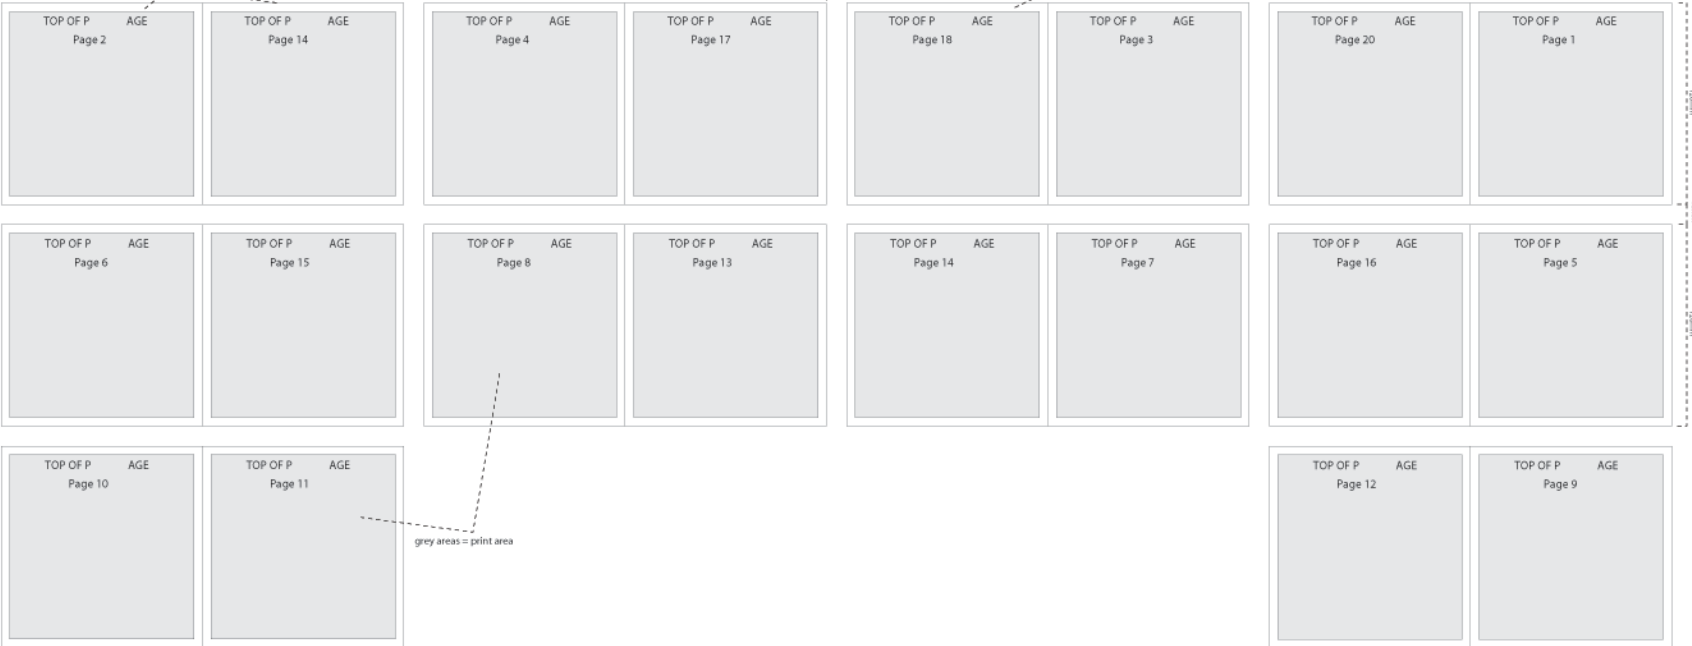 TOP OF P AGE TOP OF P AGE TOP OF P AGE TOP OF P AGE TOP OF P AGE TOP OF P AGE TOP OF P AGE TOP OF P AGE
Page 2 Page 14 Page 4 Page 17 Page 18 Page 3 Page 20 Page 1
TOP OF P AGE TOP OF P AGE TOP OF P AGE TOP OF P AGE TOP OF P AGE TOP OF P AGE TOP OF P AGE TOP OF P AGE
Page 6 Page 15 Page 8 Page 13 Page 14 Page 7 Page 16 Page 5
TOP OF P AGE TOP OF P AGE TOP OF P AGE TOP OF P AGE
Page 10 Page 11 Page 12 Page 9
grey areas = print area